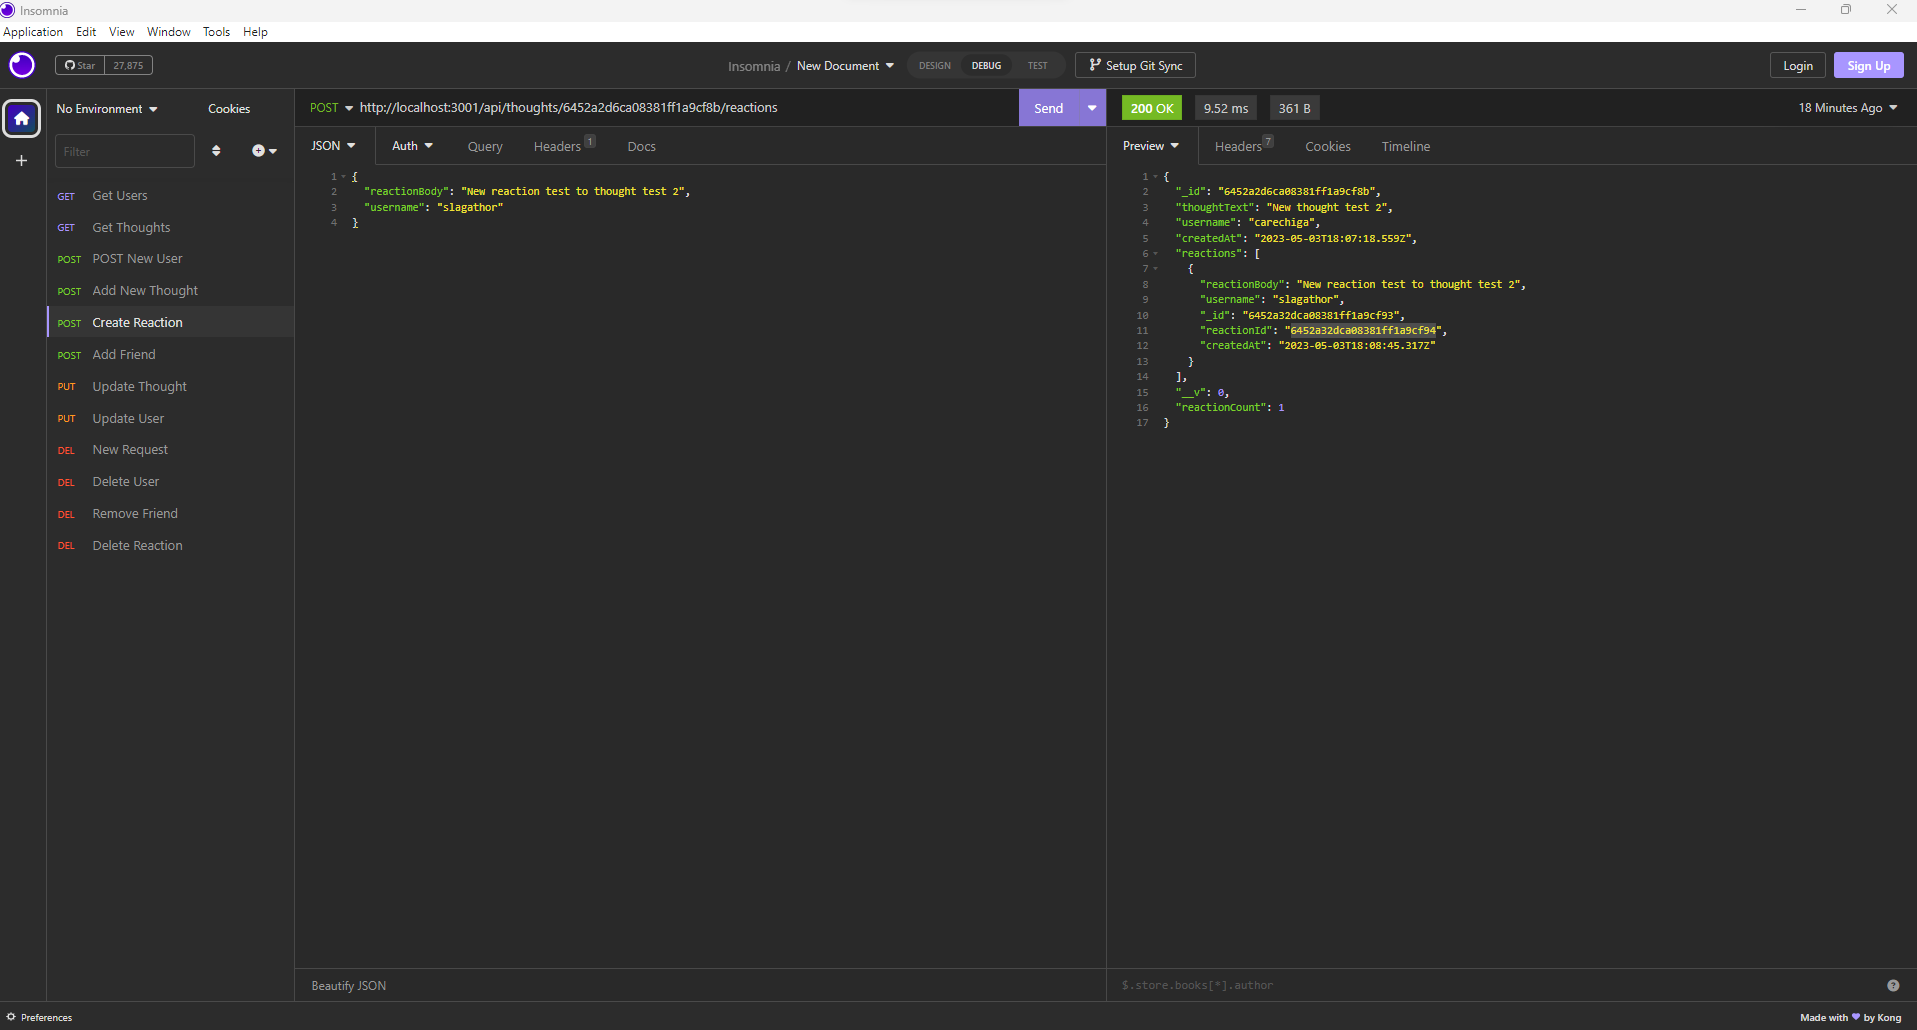 Insomnia
Application Edit View Window Tools Help
Star 27,875
Insomnia / New Document
DESIGN DEBUG TEST
Setup Git Sync
Login Sign Up
No Environment Cookies
Filter
GET Get Users
GET Get Thoughts
POST POST New User
POST Add New Thought
POST Create Reaction
POST Add Friend
PUT Update Thought
PUT Update User
DEL New Request
DEL Delete User
DEL Remove Friend
DEL Delete Reaction
POST http://localhost:3001/api/thoughts/6452a2d6ca08381ff1a9cf8b/reactions
Send
JSON Auth Query Headers 1 Docs
1 {
2 "reactionBody": "New reaction test to thought test 2",
3 "username": "slagathor"
4 }
Beautify JSON
200 OK 9.52 ms 361 B
18 Minutes Ago
Preview Headers 7 Cookies Timeline
1 {
2 "_id": "6452a2d6ca08381ff1a9cf8b",
3 "thoughtText": "New thought test 2",
4 "username": "carechiga",
5 "createdAt": "2023-05-03T18:07:18.559Z",
6 "reactions": [
7 {
8 "reactionBody": "New reaction test to thought test 2",
9 "username": "slagathor",
10 "_id": "6452a32dca08381ff1a9cf93",
11 "reactionId": "6452a32dca08381ff1a9cf94",
12 "createdAt": "2023-05-03T18:08:45.317Z"
13 }
14 ],
15 "__v": 0,
16 "reactionCount": 1
17 }
$.store.books[*].author
?
Preferences
Made with ♥ by Kong